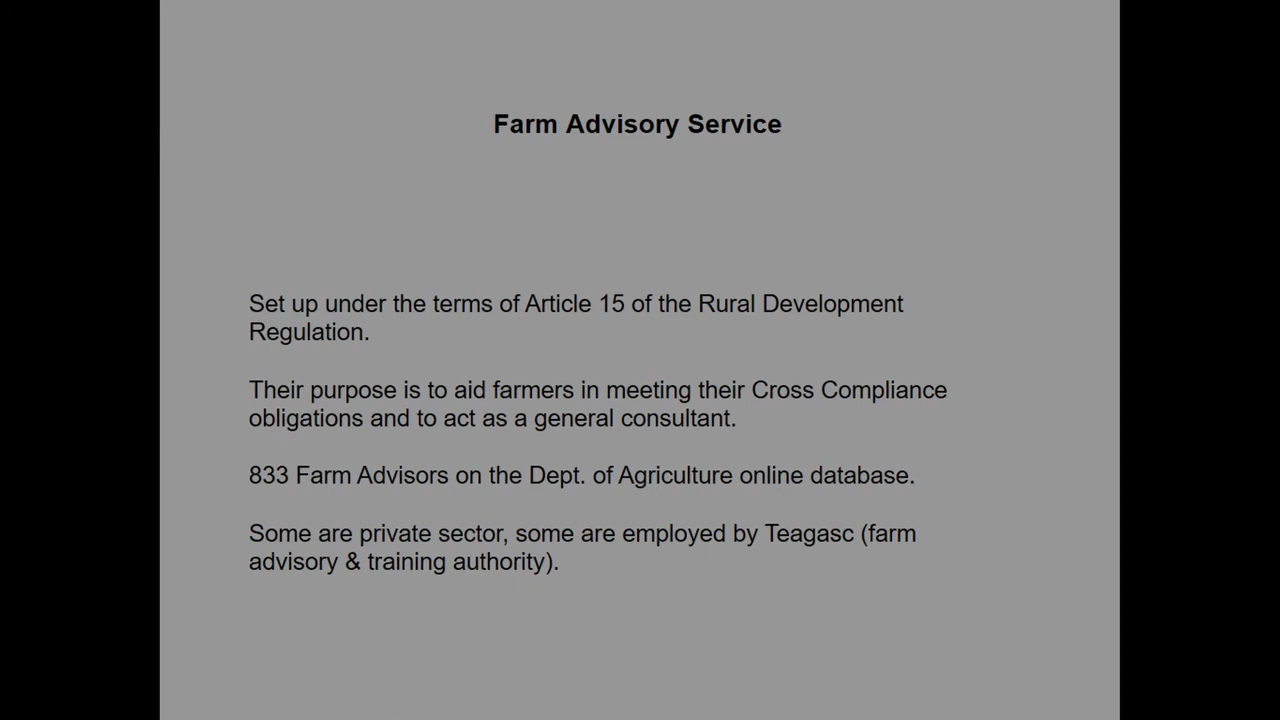 Farm Advisory Service
Set up under the terms of Article 15 of the Rural Development
Regulation.
Their purpose is to aid farmers in meeting their Cross Compliance
obligations and to act as a general consultant.
833 Farm Advisors on the Dept. of Agriculture online database.
Some are private sector, some are employed by Teagasc (farm
advisory & training authority).